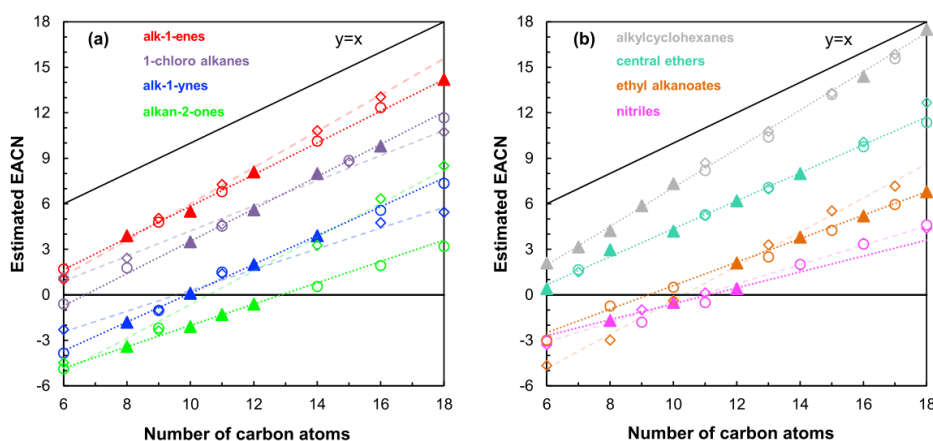 18
15
12
9
6
3
0
-3
-6
Estimated EACN
(a)
alk-1-enes
1-chloro alkanes
alk-1-ynes
alkan-2-ones
y=x
6 8 10 12 14 16 18
Number of carbon atoms
18
15
12
9
6
3
0
-3
-6
Estimated EACN
(b)
alkylcyclohexanes
central ethers
ethyl alkanoates
nitriles
y=x
6 8 10 12 14 16 18
Number of carbon atoms